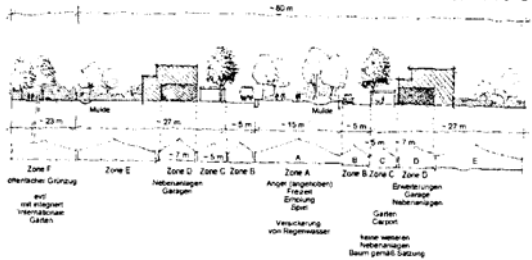 ~ 80 m
Mulde
Mulde
~ 23 m
~ 27 m
~ 5 m
~ 15 m
~ 5 m
~ 27 m
~ 7 m
~ 5 m
~ 5 m
~ 7 m
A
B
C
D
E
Zone F
öffentlicher Grünzug
evtl
mit integriert
Internationale
Gärten
Zone E
Zone D
Nebenanlagen
Garagen
Zone C
Zone B
Zone A
Anger (angehoben)
Freizeit
Erholung
Spiel
Versickerung
von Regenwasser
Zone B
Zone C
Zone D
Erweiterungen
Garage
Nebenanlagen
Garten
Carport
keine weiteren
Nebenanlagen
Baum gemäß Satzung